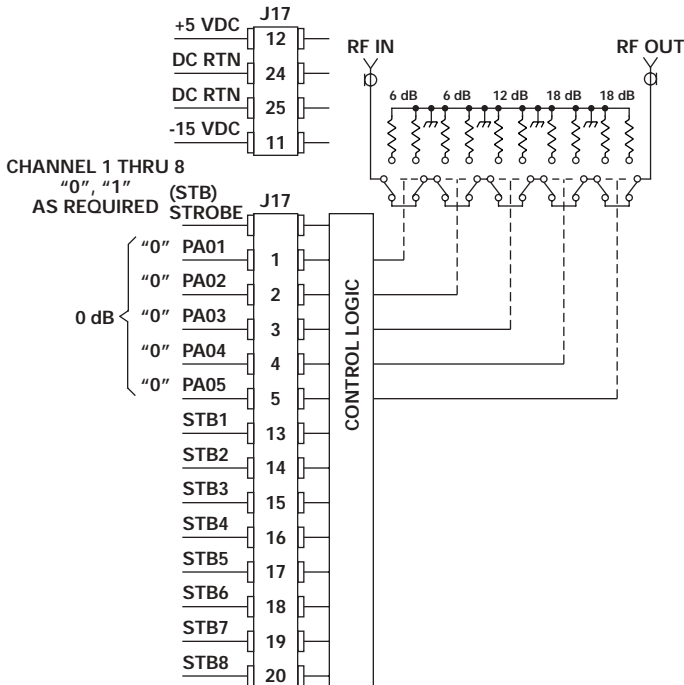 J17
+5 VDC
12
DC RTN
24
DC RTN
25
-15 VDC
11
RF IN
RF OUT
6 dB
6 dB
12 dB
18 dB
18 dB
CHANNEL 1 THRU 8
“0”, “1”
AS REQUIRED
(STB)
STROBE
J17
0 dB
“0” PA01
1
“0” PA02
2
“0” PA03
3
“0” PA04
4
“0” PA05
5
STB1
13
STB2
14
STB3
15
STB4
16
STB5
17
STB6
18
STB7
19
STB8
20
CONTROL LOGIC